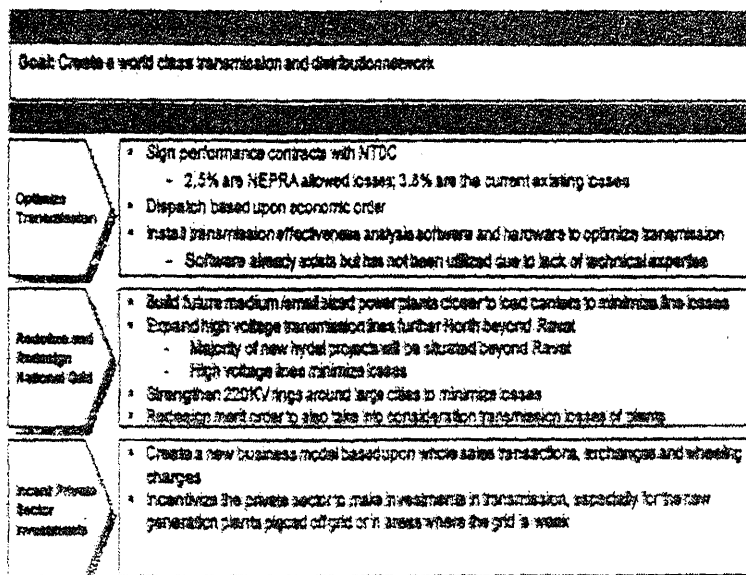 Goal: Create a world class transmission and distribution network
Optimize
Transmission
• Sign performance contracts with NTDC
- 2.5% are NEPRA allowed losses; 3.8% are the current existing losses
• Dispatch based upon economic order
• Install transmission effectiveness analysis software and hardware to optimize transmission
- Software already exists but has not been utilized due to lack of technical expertise
and
Redesign
National Grid
• Build future medium/small sized power plants closer to load centers to minimize line losses
• Expand high voltage transmission lines further North beyond Rawat
- Majority of new hydel projects will be situated beyond Rawat
- High voltage lines minimize losses
• Strengthen 220KV rings around large cities to minimize losses
• Redesign merit order to also take into consideration transmission losses of plants
Incent Private
Sector
Investments
• Create a new business model based upon whole sales transactions, exchanges and wheeling
charges
• Incentivize the private sector to make investments in transmission, especially for the new
generation plants placed off grid or in areas where the grid is weak